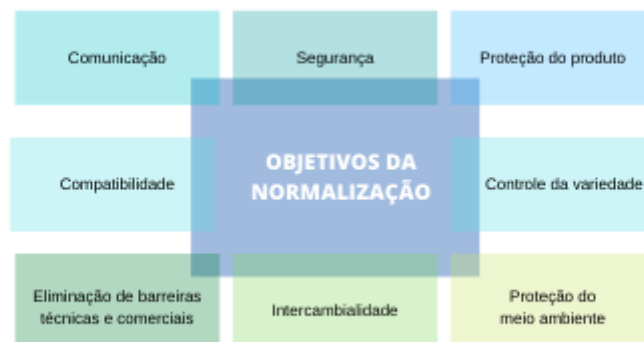 Comunicação
Segurança
Proteção do produto
Compatibilidade
OBJETIVOS DA
NORMALIZAÇÃO
Controle da variedade
Eliminação de barreiras
técnicas e comerciais
Intercambialidade
Proteção do
meio ambiente